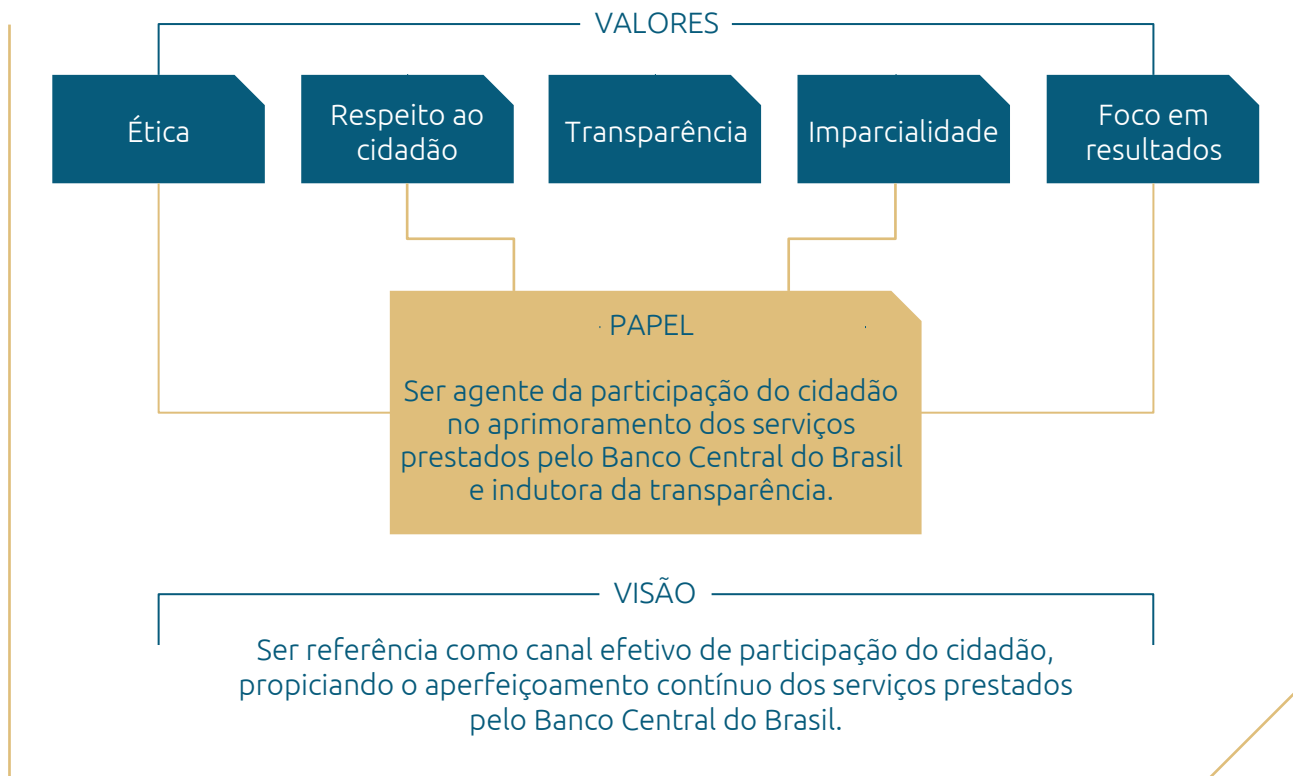 VALORES
Ética
Respeito ao
cidadão
Transparência
Imparcialidade
Foco em
resultados
PAPEL
Ser agente da participação do cidadão
no aprimoramento dos serviços
prestados pelo Banco Central do Brasil
e indutora da transparência.
VISÃO
Ser referência como canal efetivo de participação do cidadão,
propiciando o aperfeiçoamento contínuo dos serviços prestados
pelo Banco Central do Brasil.